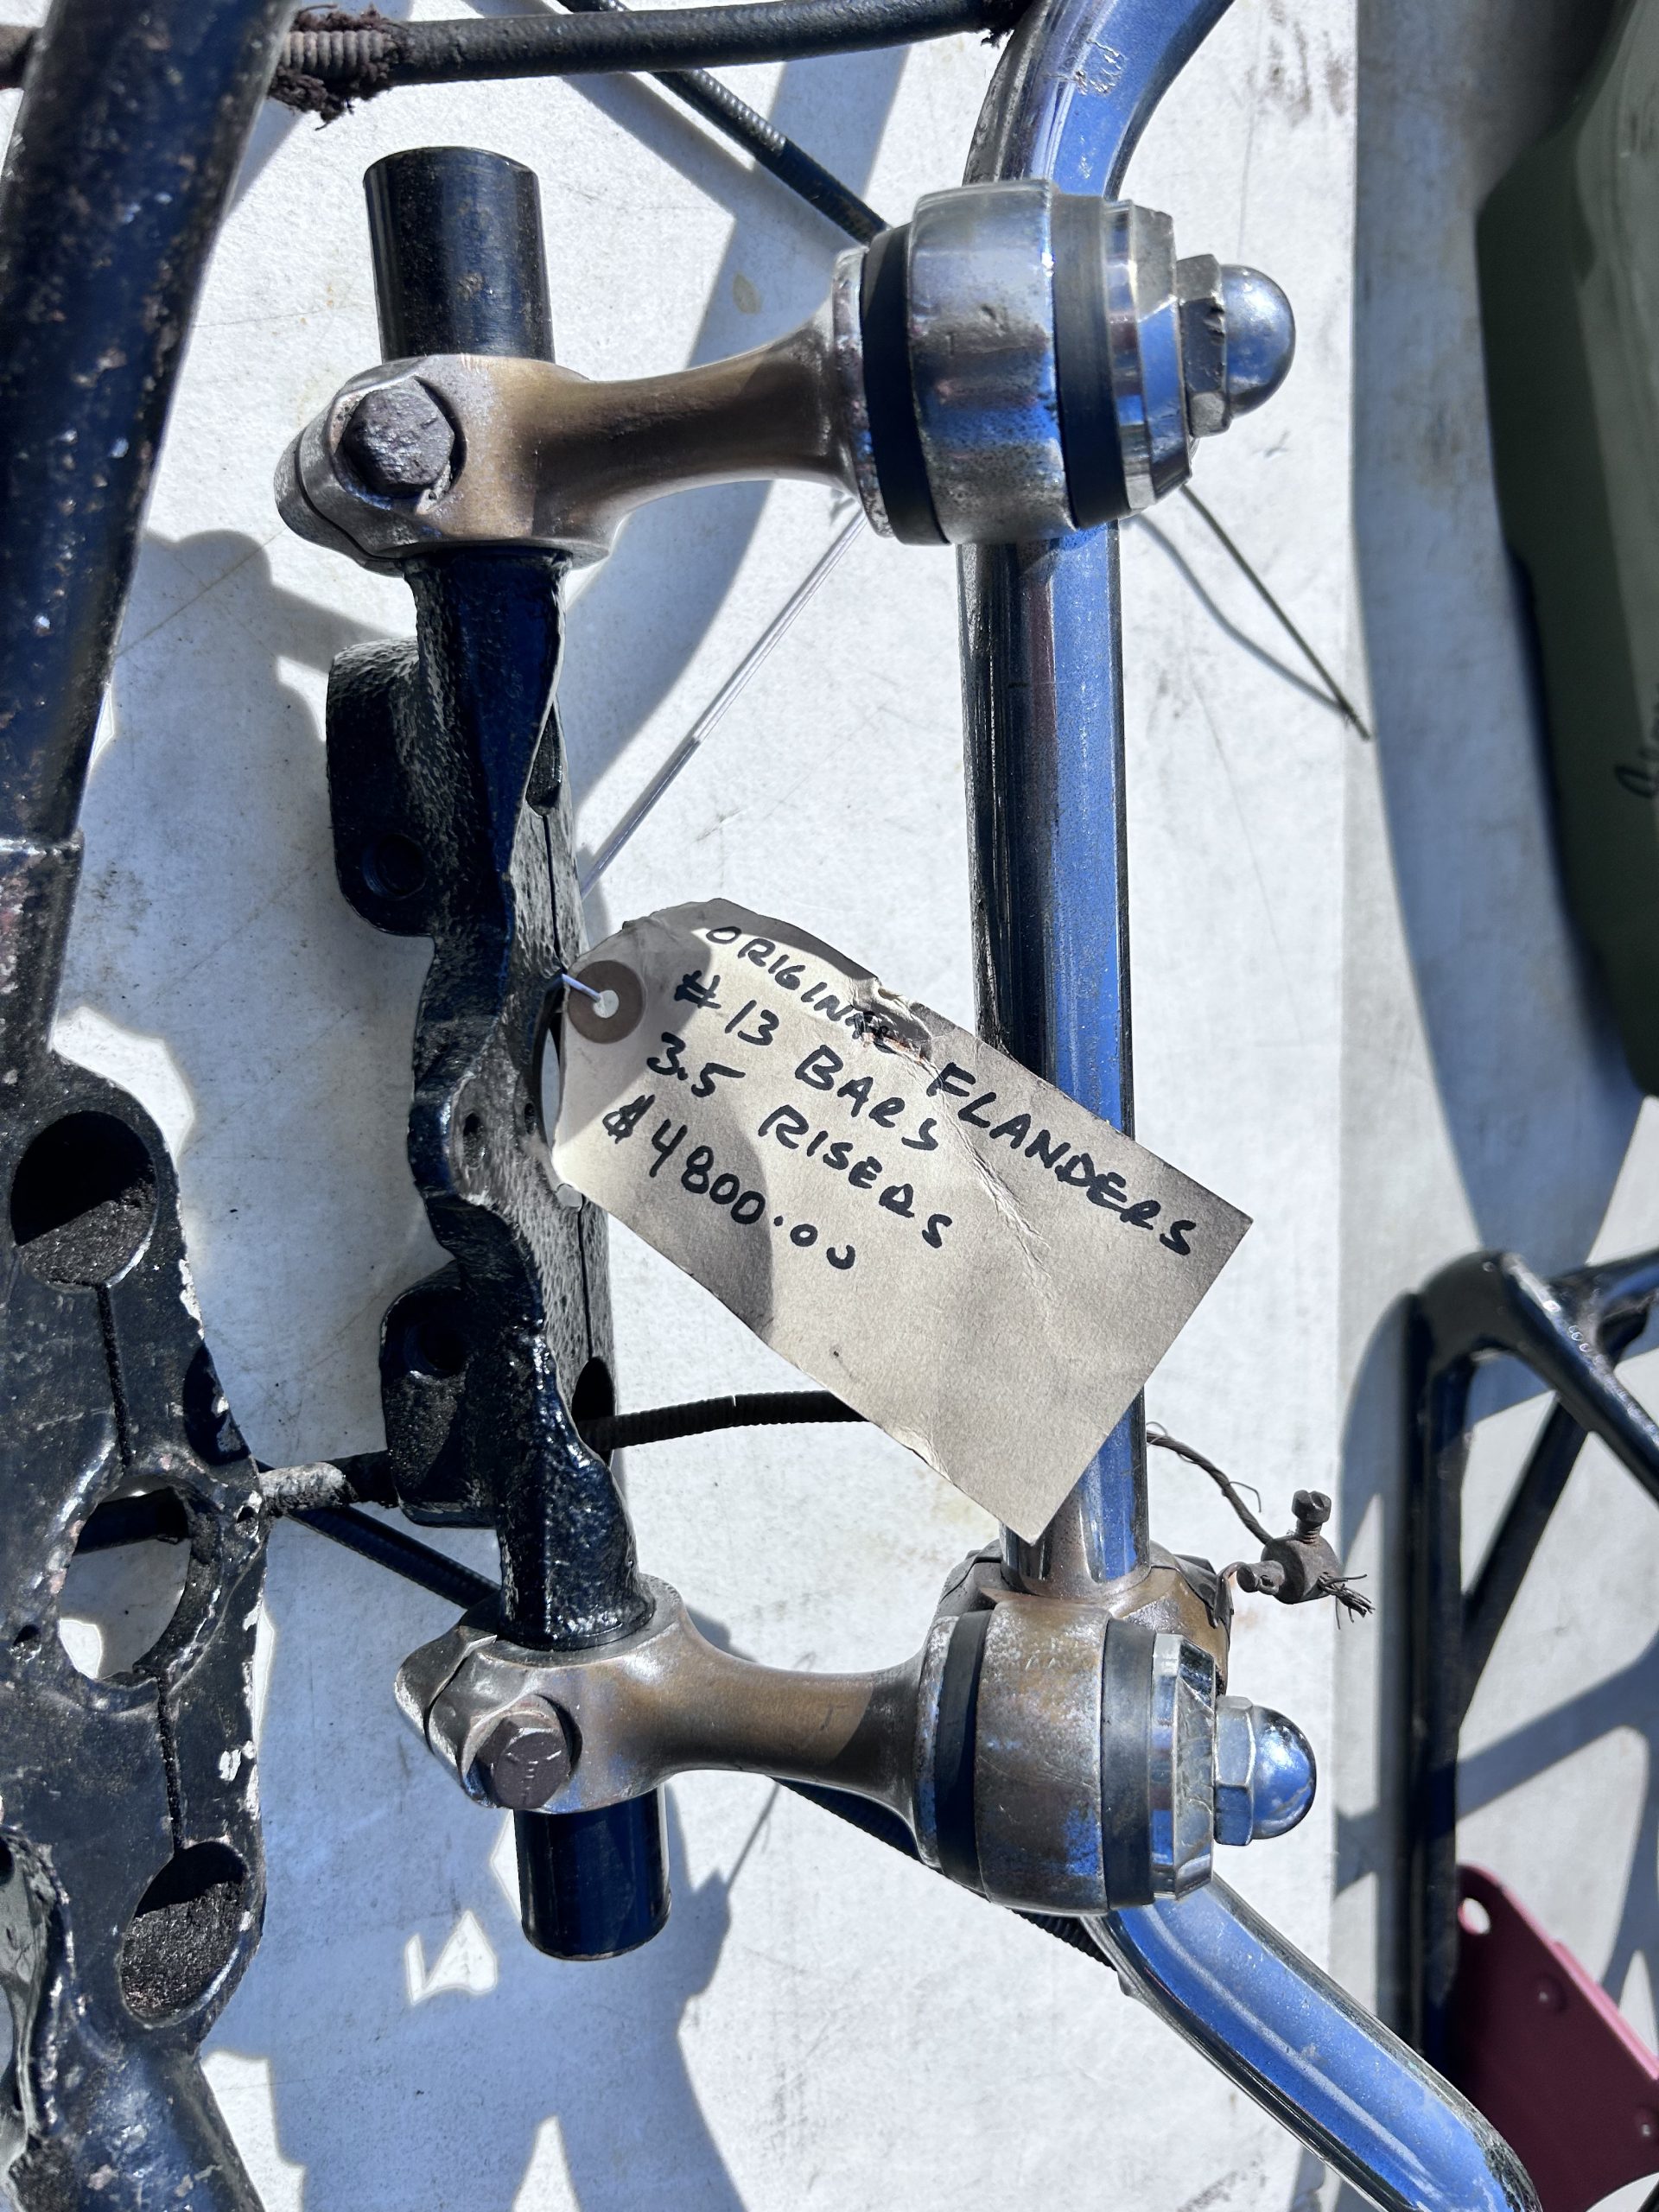 ORIGINAL FLANDERS
# 13 BARS
3.5 RISERS
$4800.00